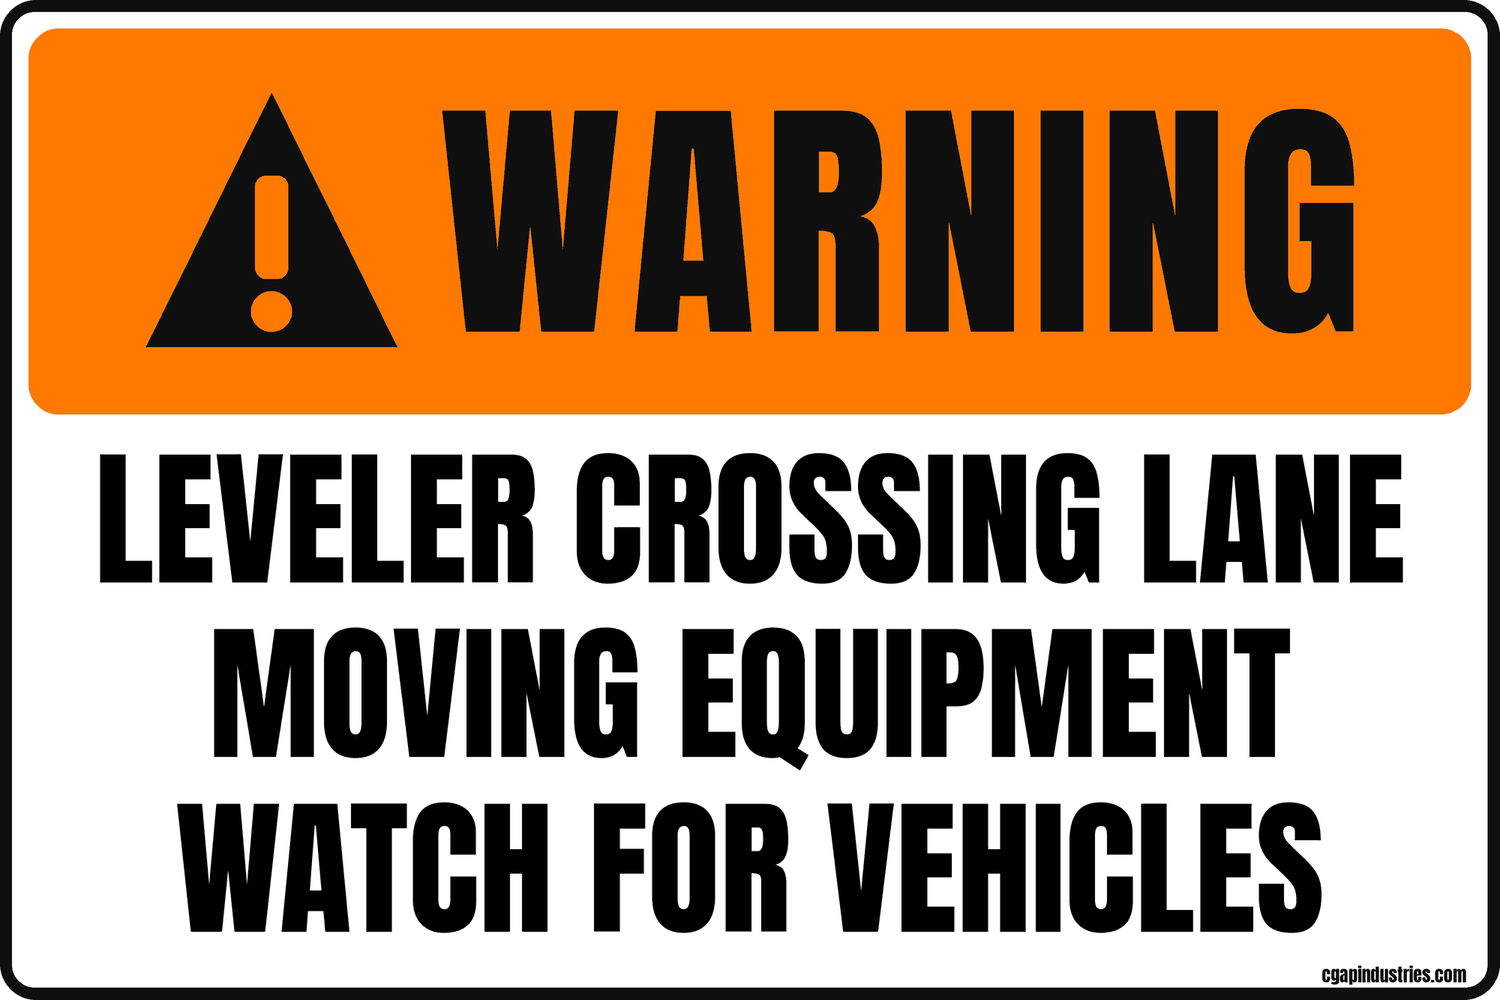 WARNING
LEVELER CROSSING LANE
MOVING EQUIPMENT
WATCH FOR VEHICLES
cgapindustries.com